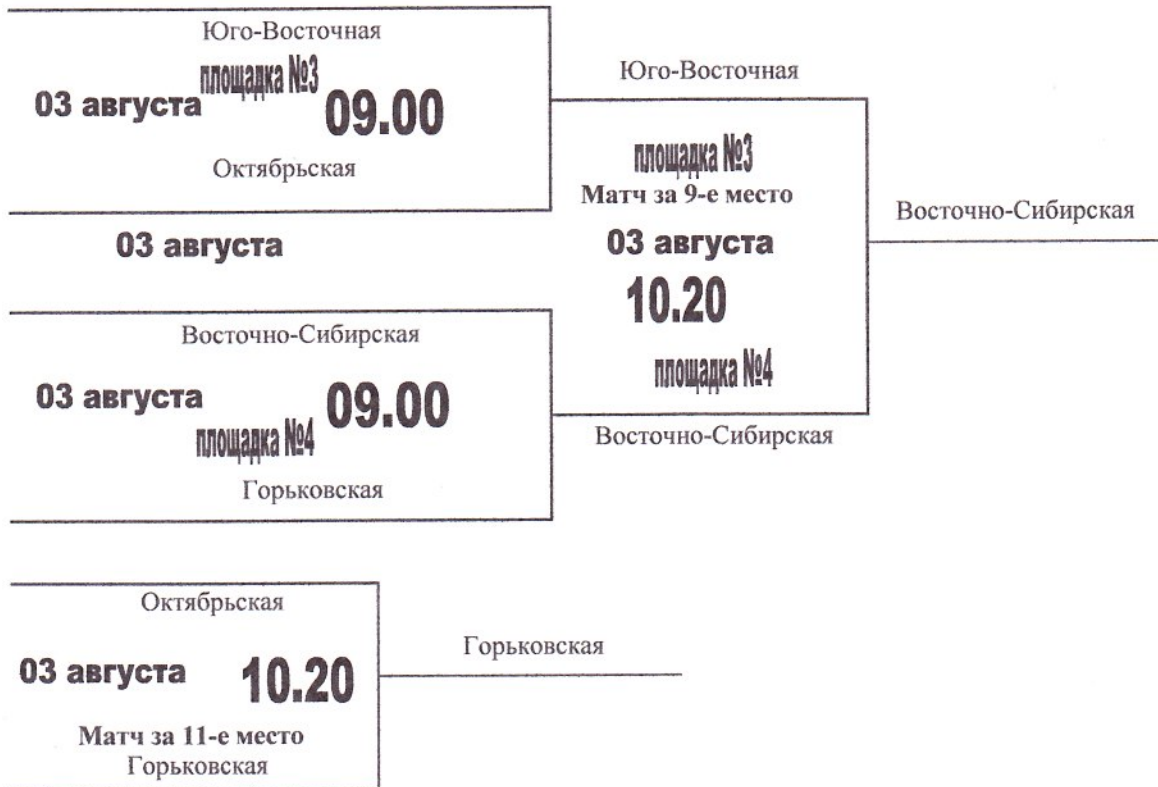 Юго-Восточная
площадка №3
03 августа 09.00
Октябрьская
03 августа
Восточно-Сибирская
03 августа 09.00
площадка №4
Горьковская
Юго-Восточная
площадка №3
Матч за 9-е место
03 августа
10.20
площадка №4
Восточно-Сибирская
Восточно-Сибирская
Октябрьская
03 августа 10.20
Матч за 11-е место
Горьковская
Горьковская